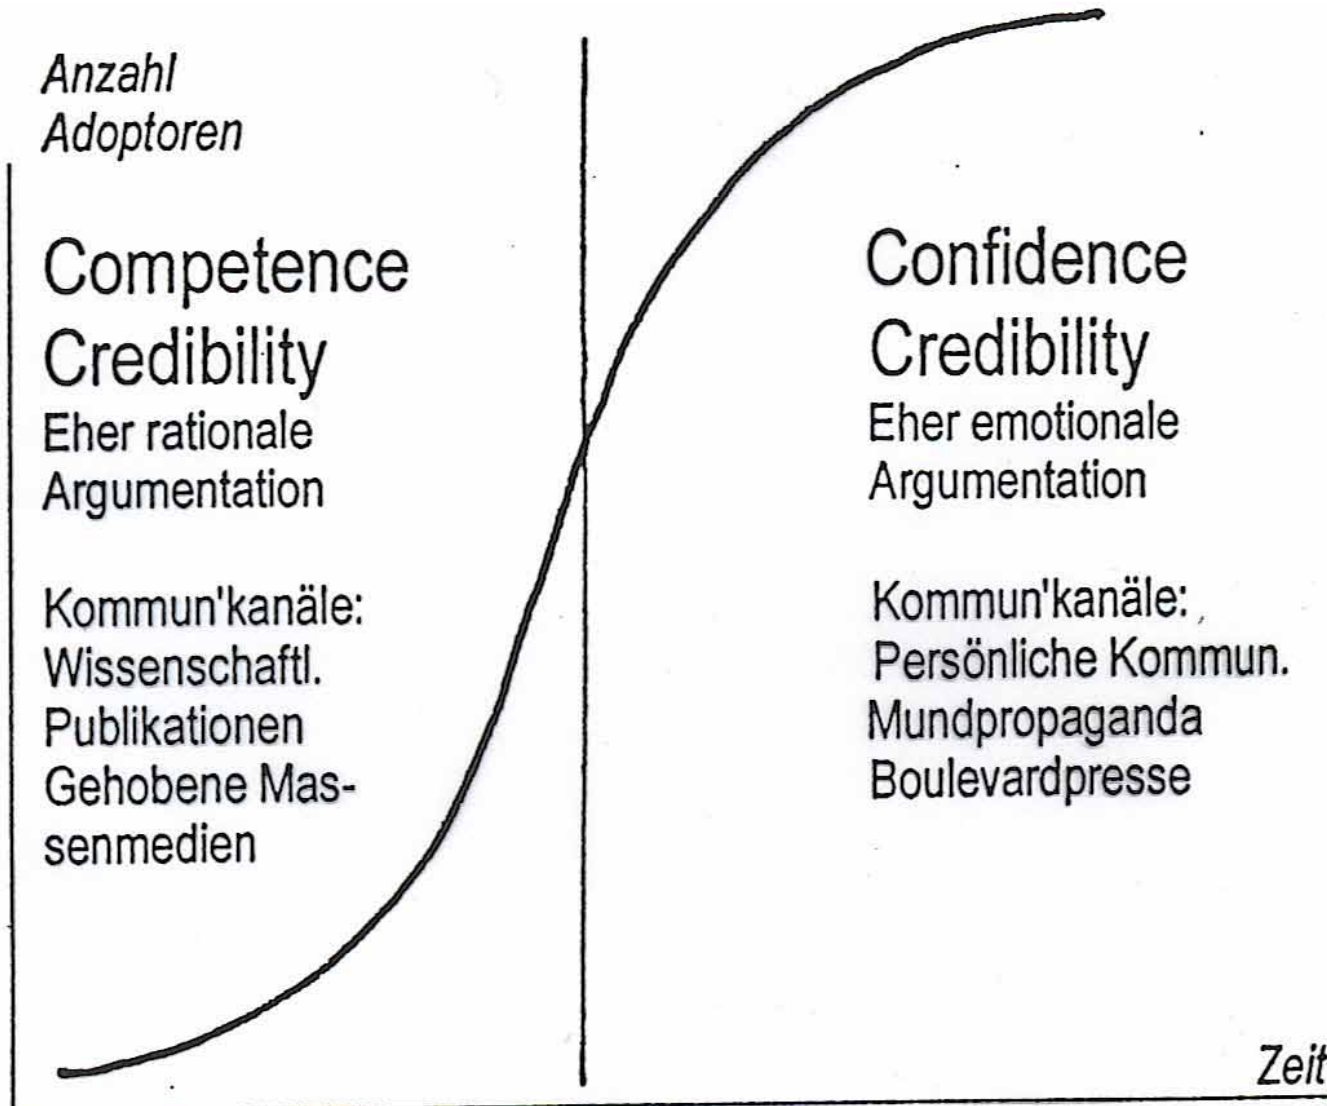 Anzahl
Adoptoren
Competence
Credibility
Eher rationale
Argumentation
Kommun'kanäle:
Wissenschaftl.
Publikationen
Gehobene Mas-
senmedien
Confidence
Credibility
Eher emotionale
Argumentation
Kommun'kanäle:
Persönliche Kommun.
Mundpropaganda
Boulevardpresse
Zeit